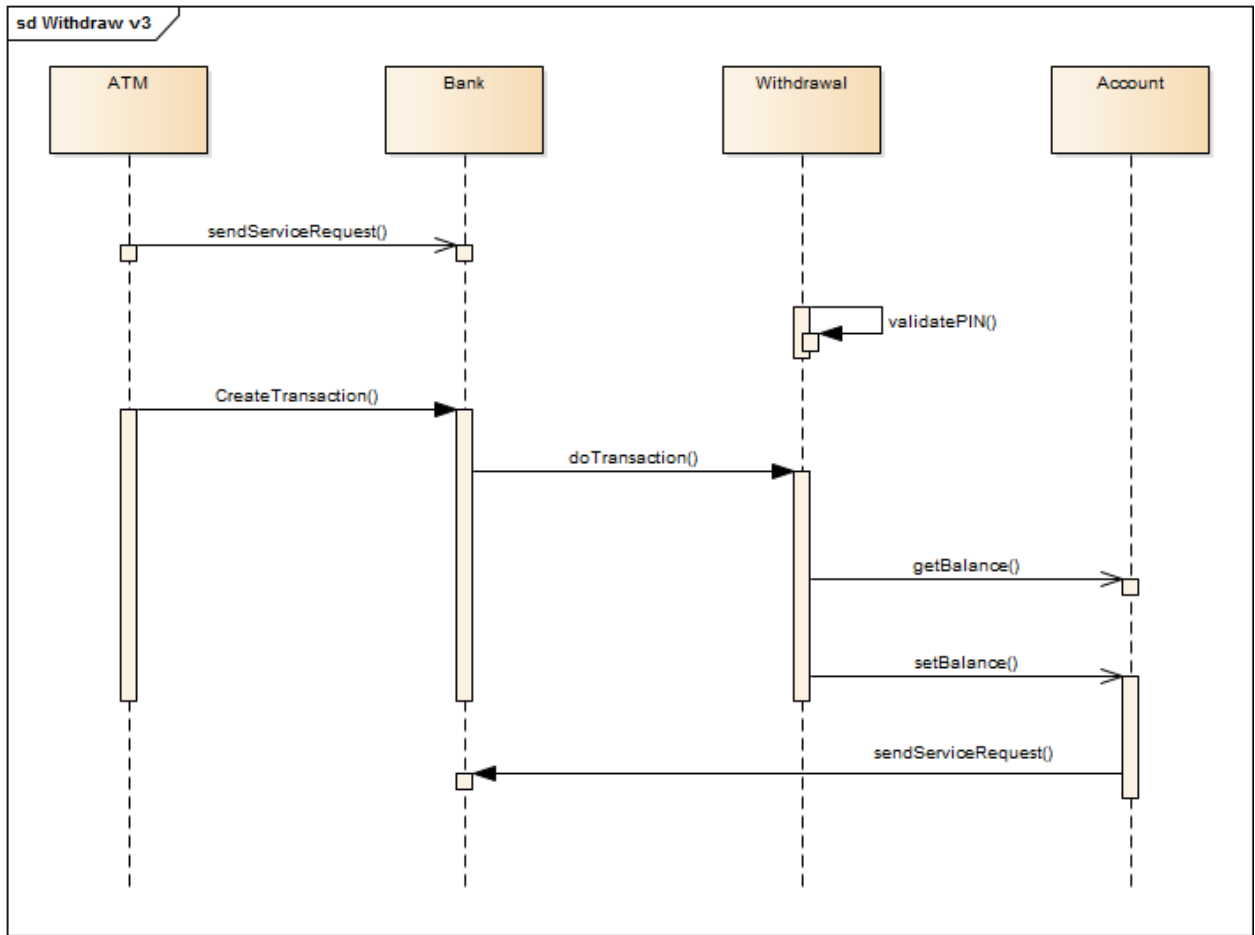 sd Withdraw v3
ATM
Bank
Withdrawal
Account
sendServiceRequest()
validatePIN()
CreateTransaction()
doTransaction()
getBalance()
setBalance()
sendServiceRequest()